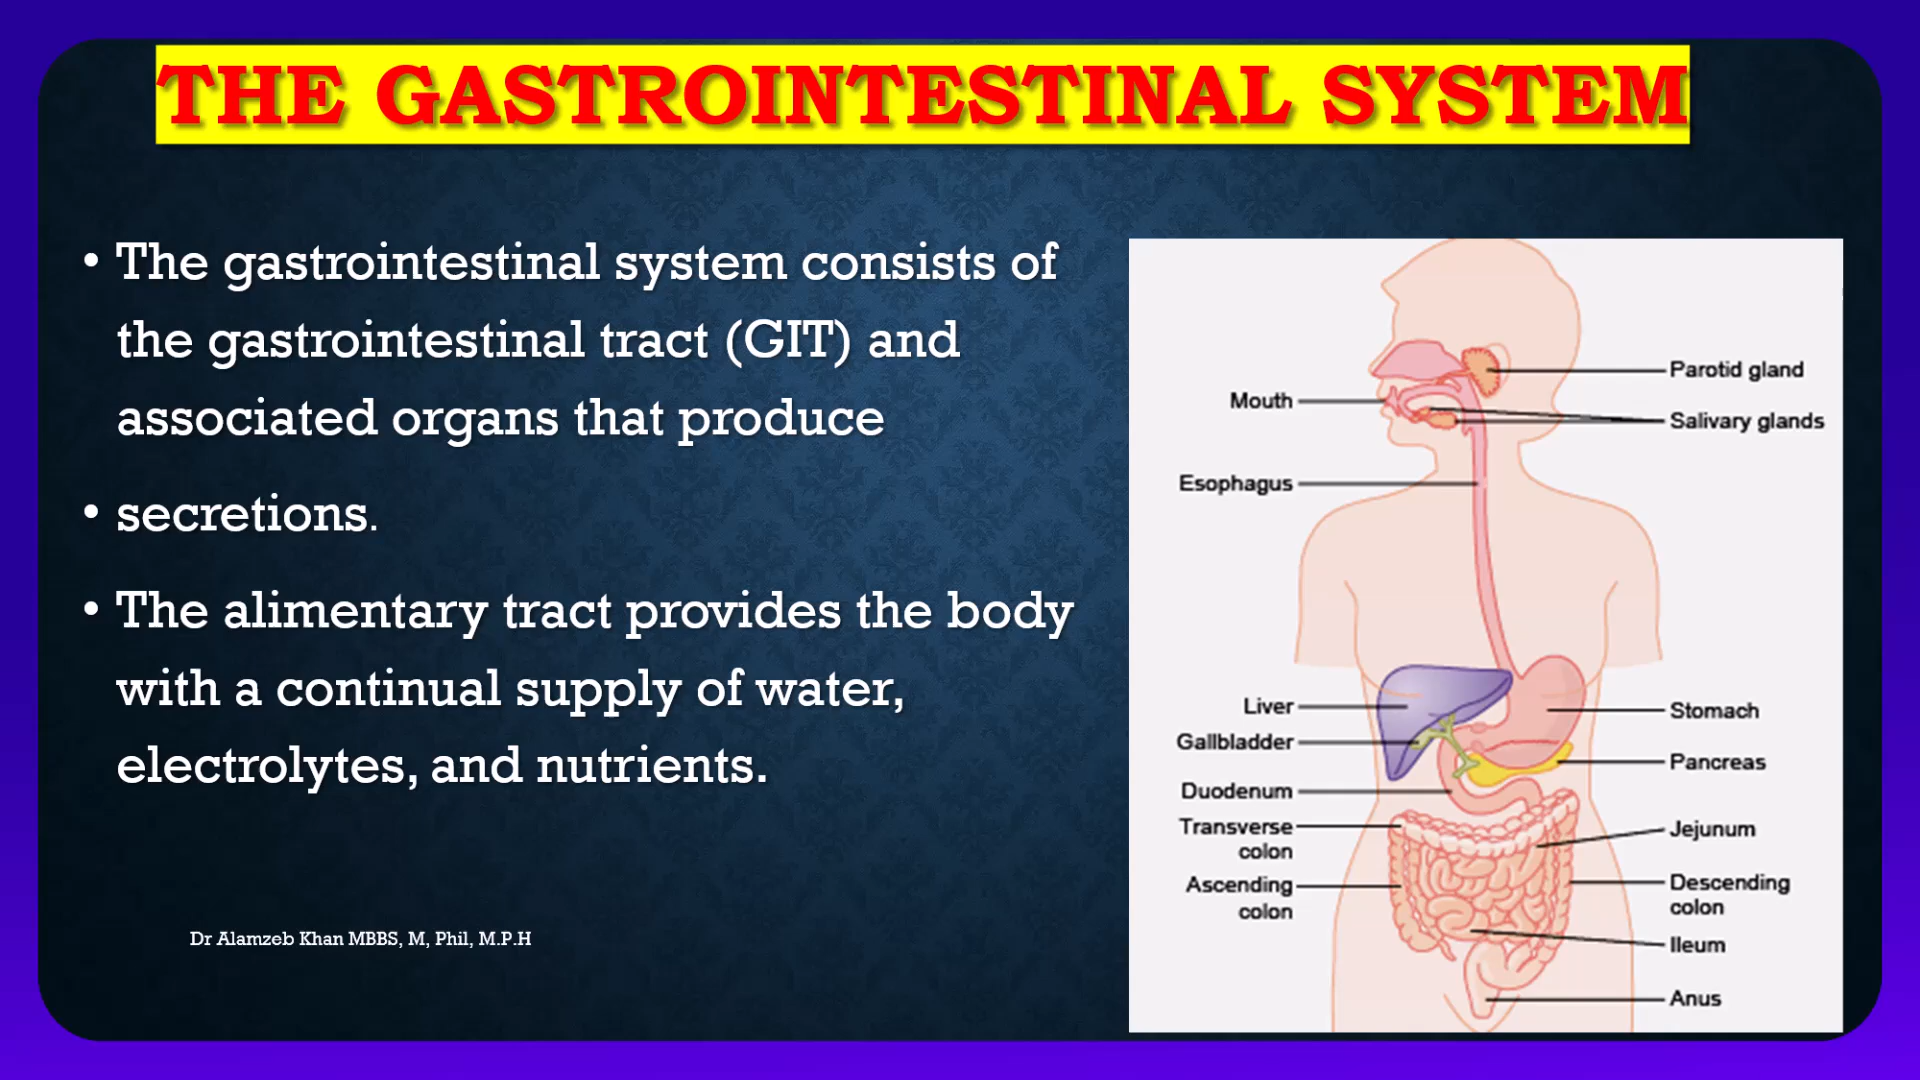 THE GASTROINTESTINAL SYSTEM
• The gastrointestinal system consists of
the gastrointestinal tract (GIT) and
associated organs that produce
• secretions.
• The alimentary tract provides the body
with a continual supply of water,
electrolytes, and nutrients.
Dr Alamzeb Khan MBBS, M, Phil, M.P.H
Mouth
Esophagus
Liver
Gallbladder
Duodenum
Transverse
colon
Ascending
colon
Parotid gland
Salivary glands
Stomach
Pancreas
Jejunum
Descending
colon
Ileum
Anus